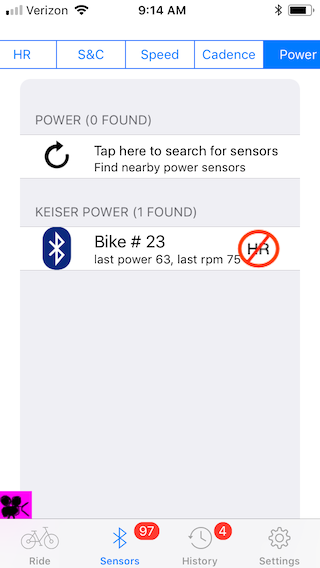 Verizon 9:14 AM
HR S&C Speed Cadence Power
POWER (0 FOUND)
Tap here to search for sensors
Find nearby power sensors
KEISER POWER (1 FOUND)
Bike # 23
last power 63, last rpm 75
HR
97 4
Ride Sensors History Settings